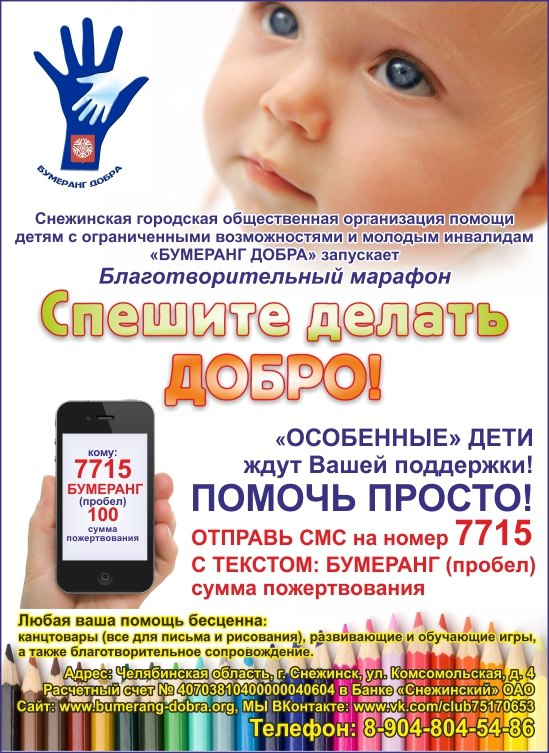 БУМЕРАНГ ДОБРА
Снежинская городская общественная организация помощи
детям с ограниченными возможностями и молодым инвалидам
«БУМЕРАНГ ДОБРА» запускает
Благотворительный марафон
Спешите делать
ДОБРО!
кому:
7715
БУМЕРАНГ
(пробел)
100
сумма
пожертвования
«ОСОБЕННЫЕ» ДЕТИ
ждут Вашей поддержки!
ПОМОЧЬ ПРОСТО!
ОТПРАВЬ СМС на номер 7715
С ТЕКСТОМ: БУМЕРАНГ (пробел)
сумма пожертвования
Любая ваша помощь бесценна:
канцтовары (все для письма и рисования), развивающие и обучающие игры,
а также благотворительное сопровождение.
Адрес: Челябинская область, г. Снежинск, ул. Комсомольская, д. 4
Расчетный счет № 40703810400000040604 в Банке «Снежинский» ОАО
Сайт: www.bumerang-dobra.org, МЫ ВКонтакте: www.vk.com/club75170653
Телефон: 8-904-804-54-86